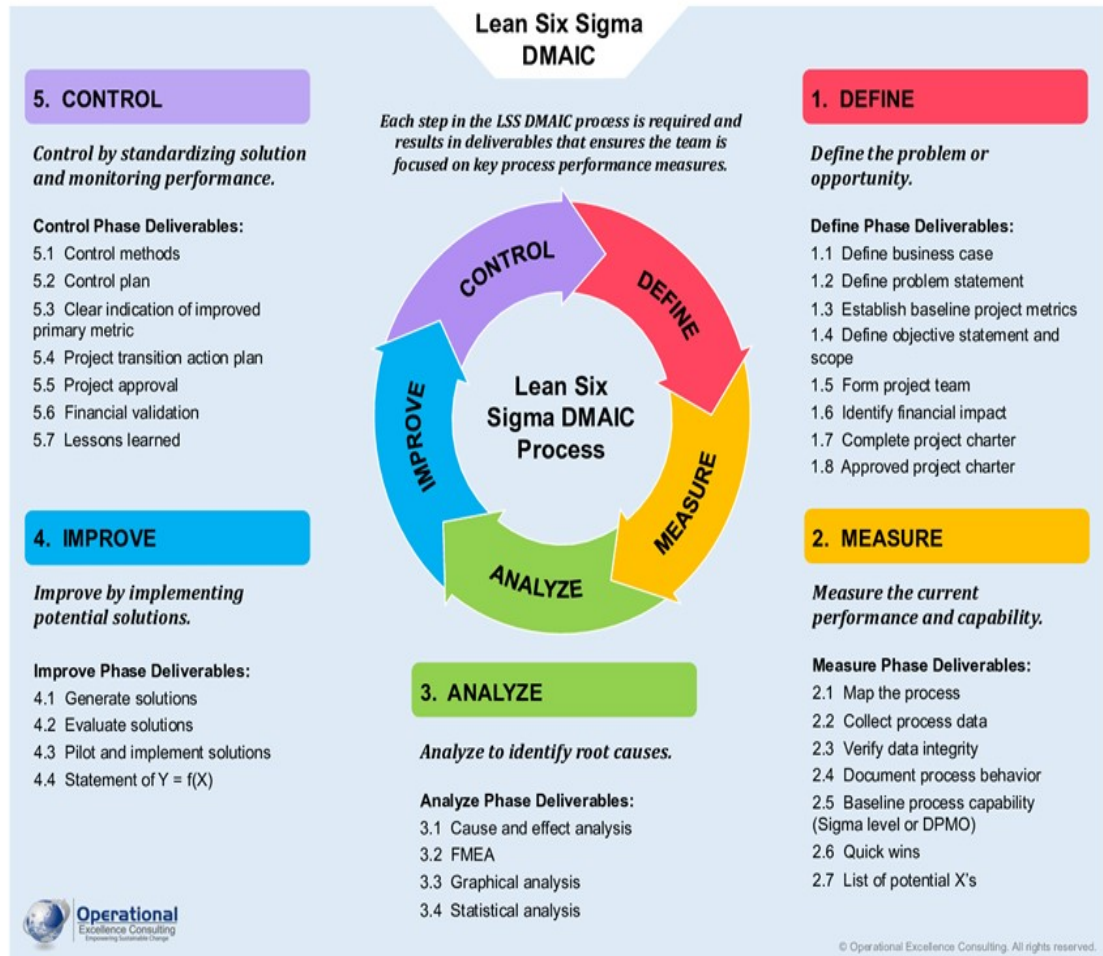 Lean Six Sigma
DMAIC
Each step in the LSS DMAIC process is required and
results in deliverables that ensures the team is
focused on key process performance measures.
CONTROL
DEFINE
MEASURE
ANALYZE
IMPROVE
Lean Six
Sigma DMAIC
Process
1. DEFINE
Define the problem or
opportunity.
Define Phase Deliverables:
1.1 Define business case
1.2 Define problem statement
1.3 Establish baseline project metrics
1.4 Define objective statement and
scope
1.5 Form project team
1.6 Identify financial impact
1.7 Complete project charter
1.8 Approved project charter
2. MEASURE
Measure the current
performance and capability.
Measure Phase Deliverables:
2.1 Map the process
2.2 Collect process data
2.3 Verify data integrity
2.4 Document process behavior
2.5 Baseline process capability
(Sigma level or DPMO)
2.6 Quick wins
2.7 List of potential X's
3. ANALYZE
Analyze to identify root causes.
Analyze Phase Deliverables:
3.1 Cause and effect analysis
3.2 FMEA
3.3 Graphical analysis
3.4 Statistical analysis
4. IMPROVE
Improve by implementing
potential solutions.
Improve Phase Deliverables:
4.1 Generate solutions
4.2 Evaluate solutions
4.3 Pilot and implement solutions
4.4 Statement of Y = f(X)
5. CONTROL
Control by standardizing solution
and monitoring performance.
Control Phase Deliverables:
5.1 Control methods
5.2 Control plan
5.3 Clear indication of improved
primary metric
5.4 Project transition action plan
5.5 Project approval
5.6 Financial validation
5.7 Lessons learned
Operational
Excellence Consulting
Empowering Sustainable Change
© Operational Excellence Consulting. All rights reserved.